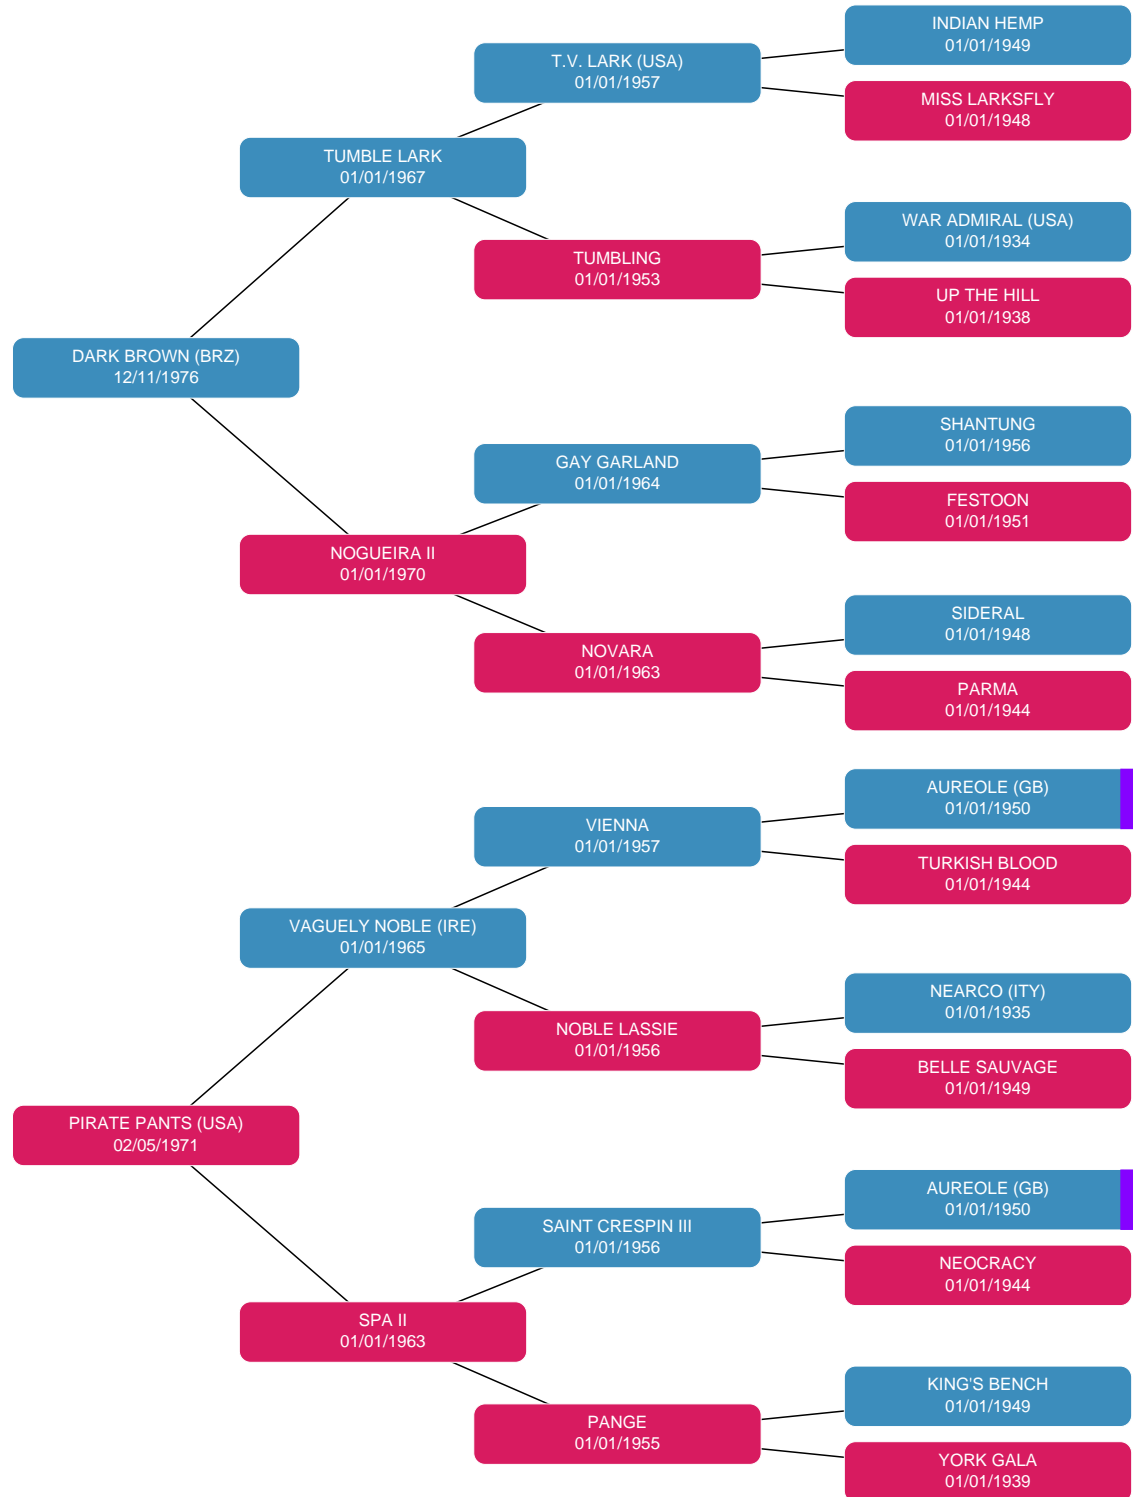 INDIAN HEMP
01/01/1949
T.V. LARK (USA)
01/01/1957
MISS LARKSFLY
01/01/1948
TUMBLE LARK
01/01/1967
WAR ADMIRAL (USA)
01/01/1934
TUMBLING
01/01/1953
UP THE HILL
01/01/1938
DARK BROWN (BRZ)
12/11/1976
SHANTUNG
01/01/1956
GAY GARLAND
01/01/1964
FESTOON
01/01/1951
NOGUEIRA II
01/01/1970
SIDERAL
01/01/1948
NOVARA
01/01/1963
PARMA
01/01/1944
AUREOLE (GB)
01/01/1950
VIENNA
01/01/1957
TURKISH BLOOD
01/01/1944
VAGUELY NOBLE (IRE)
01/01/1965
NEARCO (ITY)
01/01/1935
NOBLE LASSIE
01/01/1956
BELLE SAUVAGE
01/01/1949
PIRATE PANTS (USA)
02/05/1971
AUREOLE (GB)
01/01/1950
SAINT CRESPIN III
01/01/1956
NEOCRACY
01/01/1944
SPA II
01/01/1963
KING'S BENCH
01/01/1949
PANGE
01/01/1955
YORK GALA
01/01/1939